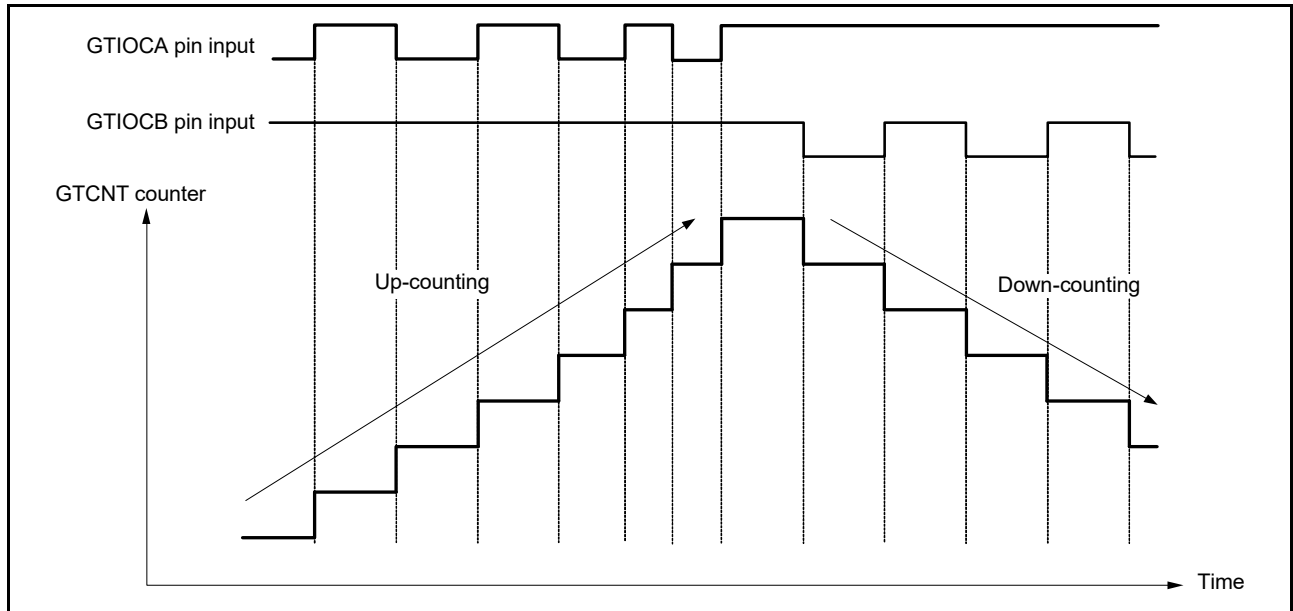 GTIOCA pin input
GTIOCB pin input
GTCNT counter
Up-counting
Down-counting
Time